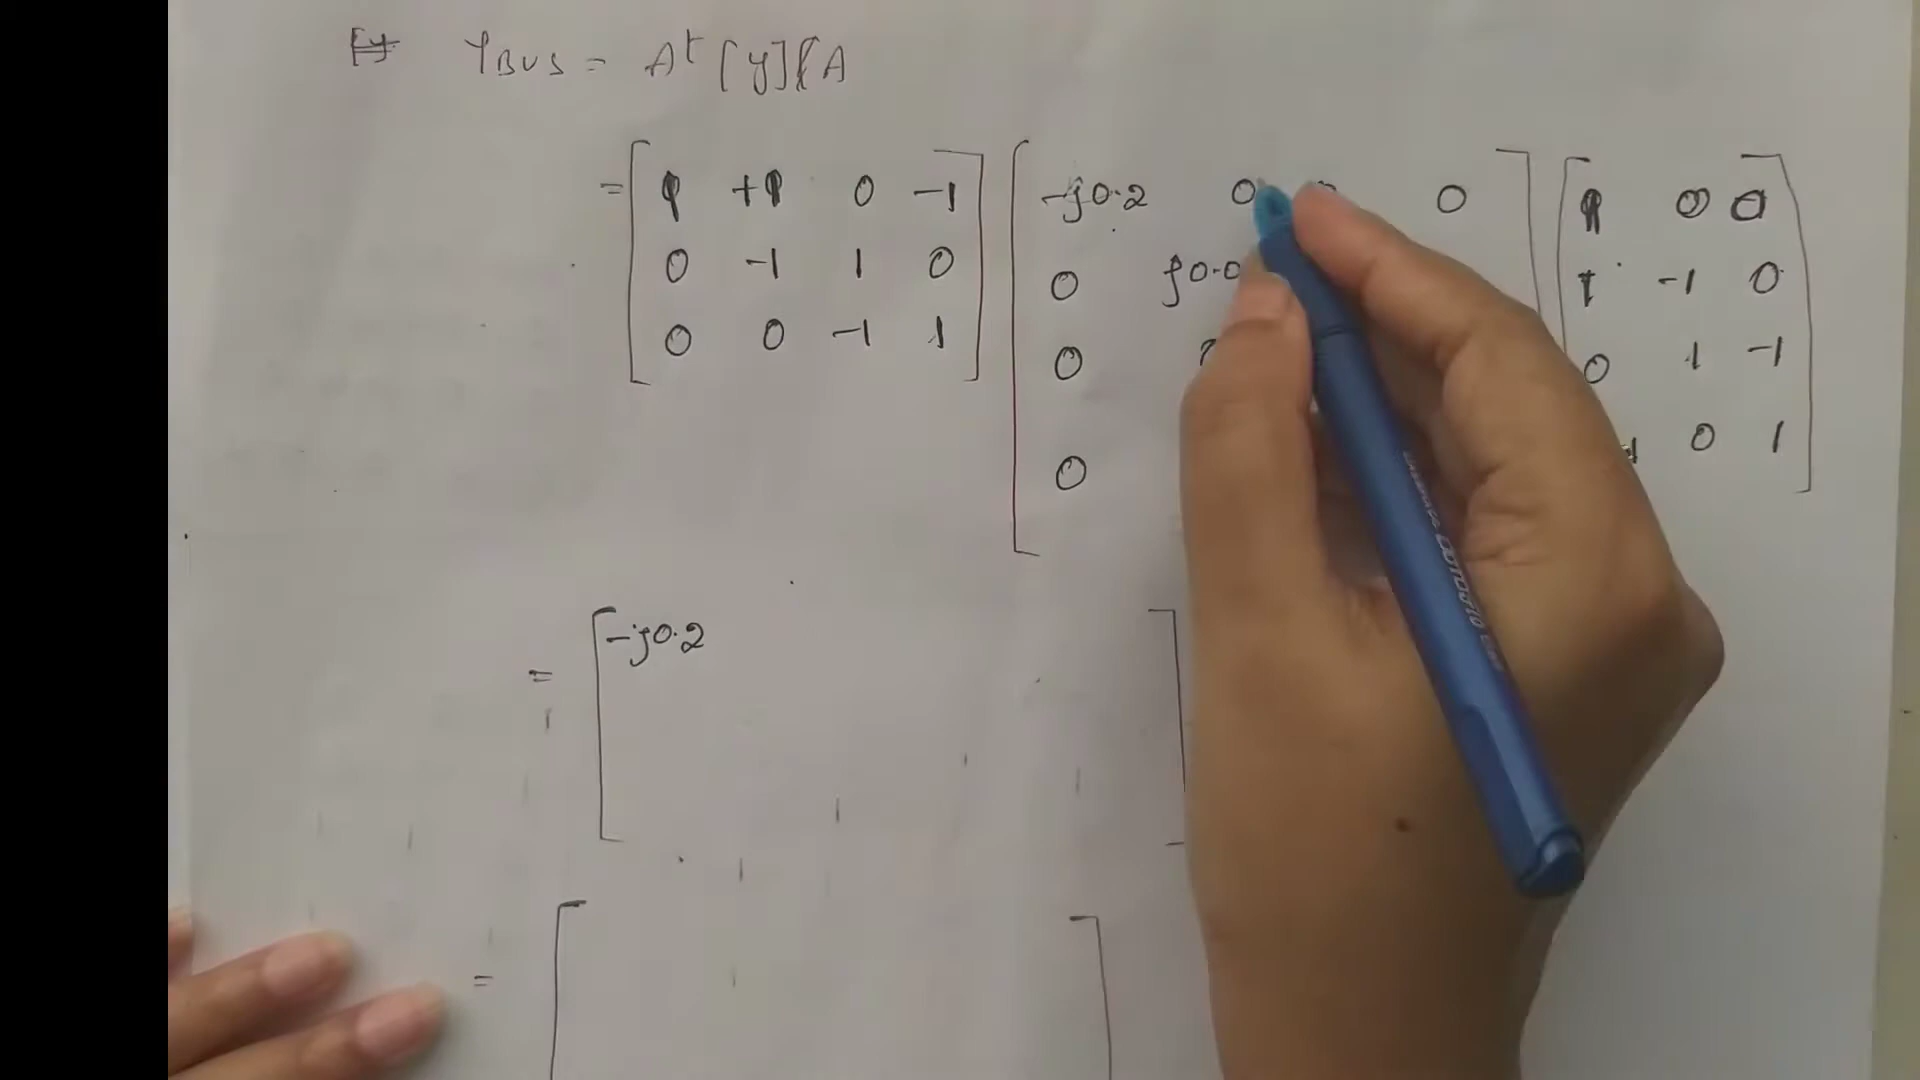 YBUS = At [y] A
= [ 1 +1 0 -1 ] [ -j0.2 0 0 ] [ 1 0 0 ]
[ 0 -1 1 0 ] [ 0 j0.0 ] [ 1 -1 0 ]
[ 0 0 -1 1 ] [ 0 ] [ 0 1 -1 ]
[ 0 ] [ 0 1 ]
= [ -j0.2 ]
= [ ]